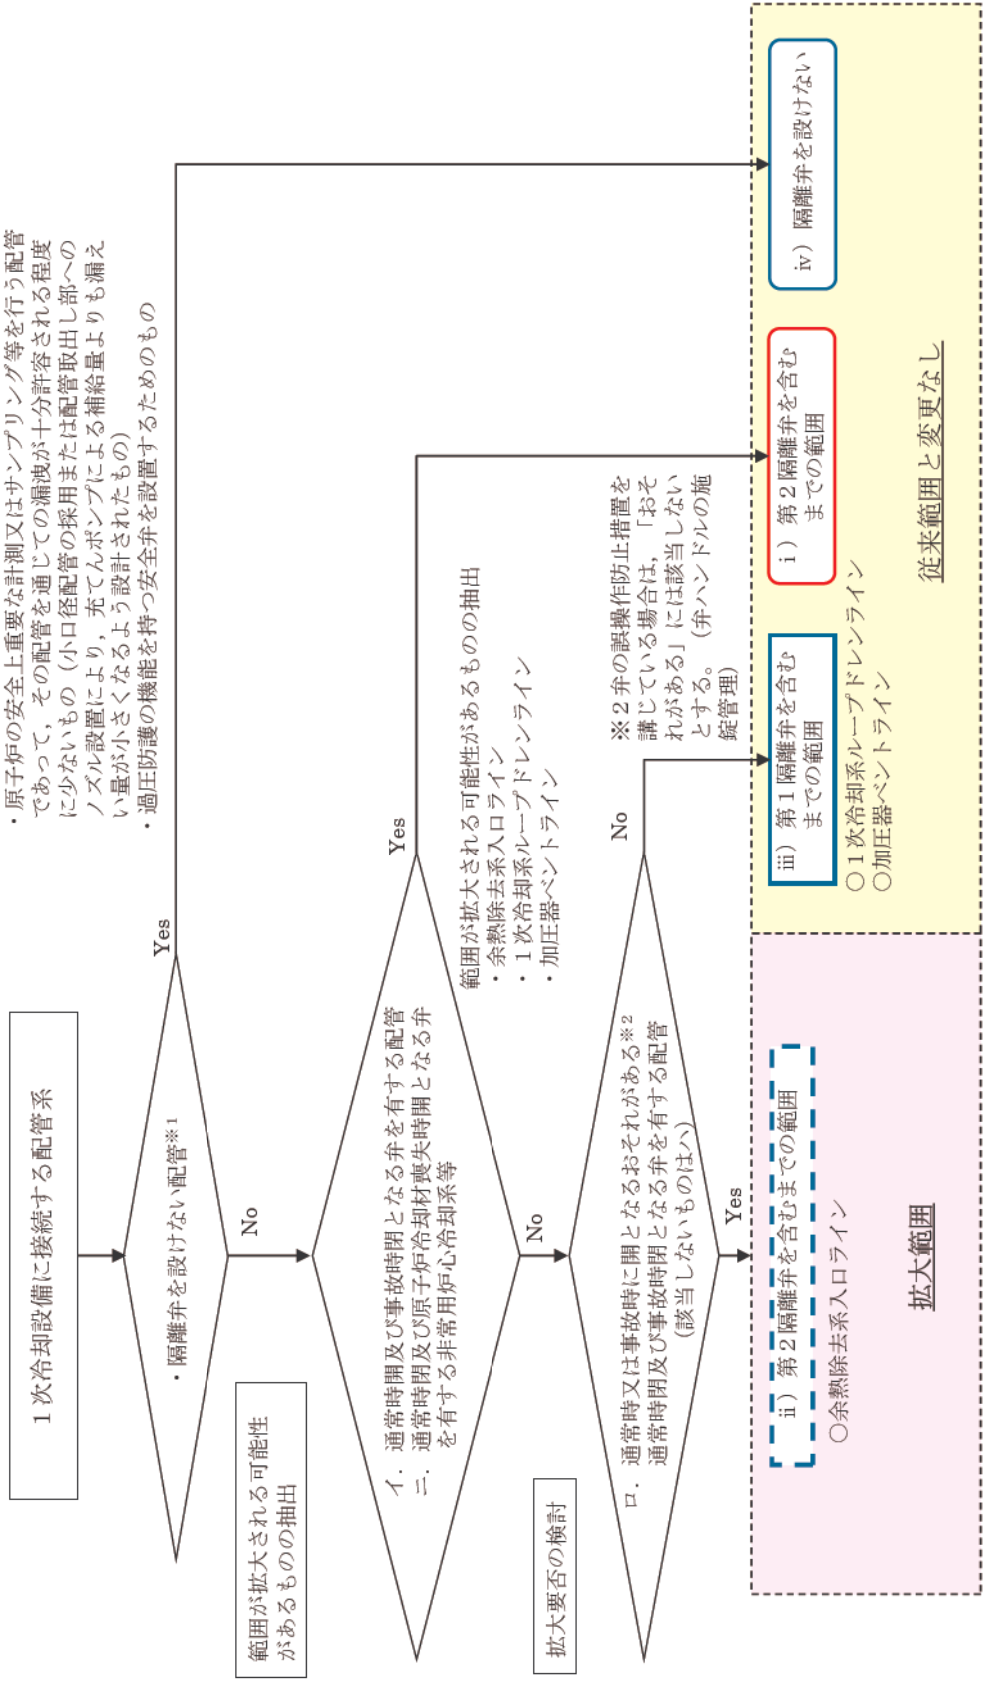 １次冷却設備に接続する配管系
・隔離弁を設けない配管※1
Yes
No
・原子炉の安全上重要な計測又はサンプリング等を行う配管
であって，その配管を通じての漏洩が十分許容される程度
に少ないもの（小口径配管の採用または配管取出し部への
ノズル設置により，充てんポンプによる補給量よりも漏え
い量が小さくなるよう設計されたもの）
・過圧防護の機能を持つ安全弁を設置するためのもの
範囲が拡大される可能性
があるものの抽出
イ．通常時開及び事故時閉となる弁を有する配管
ニ．通常時閉及び原子炉冷却材喪失時開となる弁
を有する非常用炉心冷却系等
Yes
No
範囲が拡大される可能性があるものの抽出
・余熱除去系入口ライン
・１次冷却系ループドレンライン
・加圧器ベントライン
拡大要否の検討
ロ．通常時又は事故時に開となるおそれがある※2
通常時閉及び事故時閉となる弁を有する配管
（該当しないものはハ）
No
Yes
※２弁の誤操作防止措置を
講じている場合は，「おそ
れがある」には該当しない
とする。（弁ハンドルの施
錠管理）
ii）第２隔離弁を含むまでの範囲
○余熱除去系入口ライン
拡大範囲
iii）第１隔離弁を含む
までの範囲
○１次冷却系ループドレンライン
○加圧器ベントライン
i）第２隔離弁を含む
までの範囲
iv）隔離弁を設けない
従来範囲と変更なし